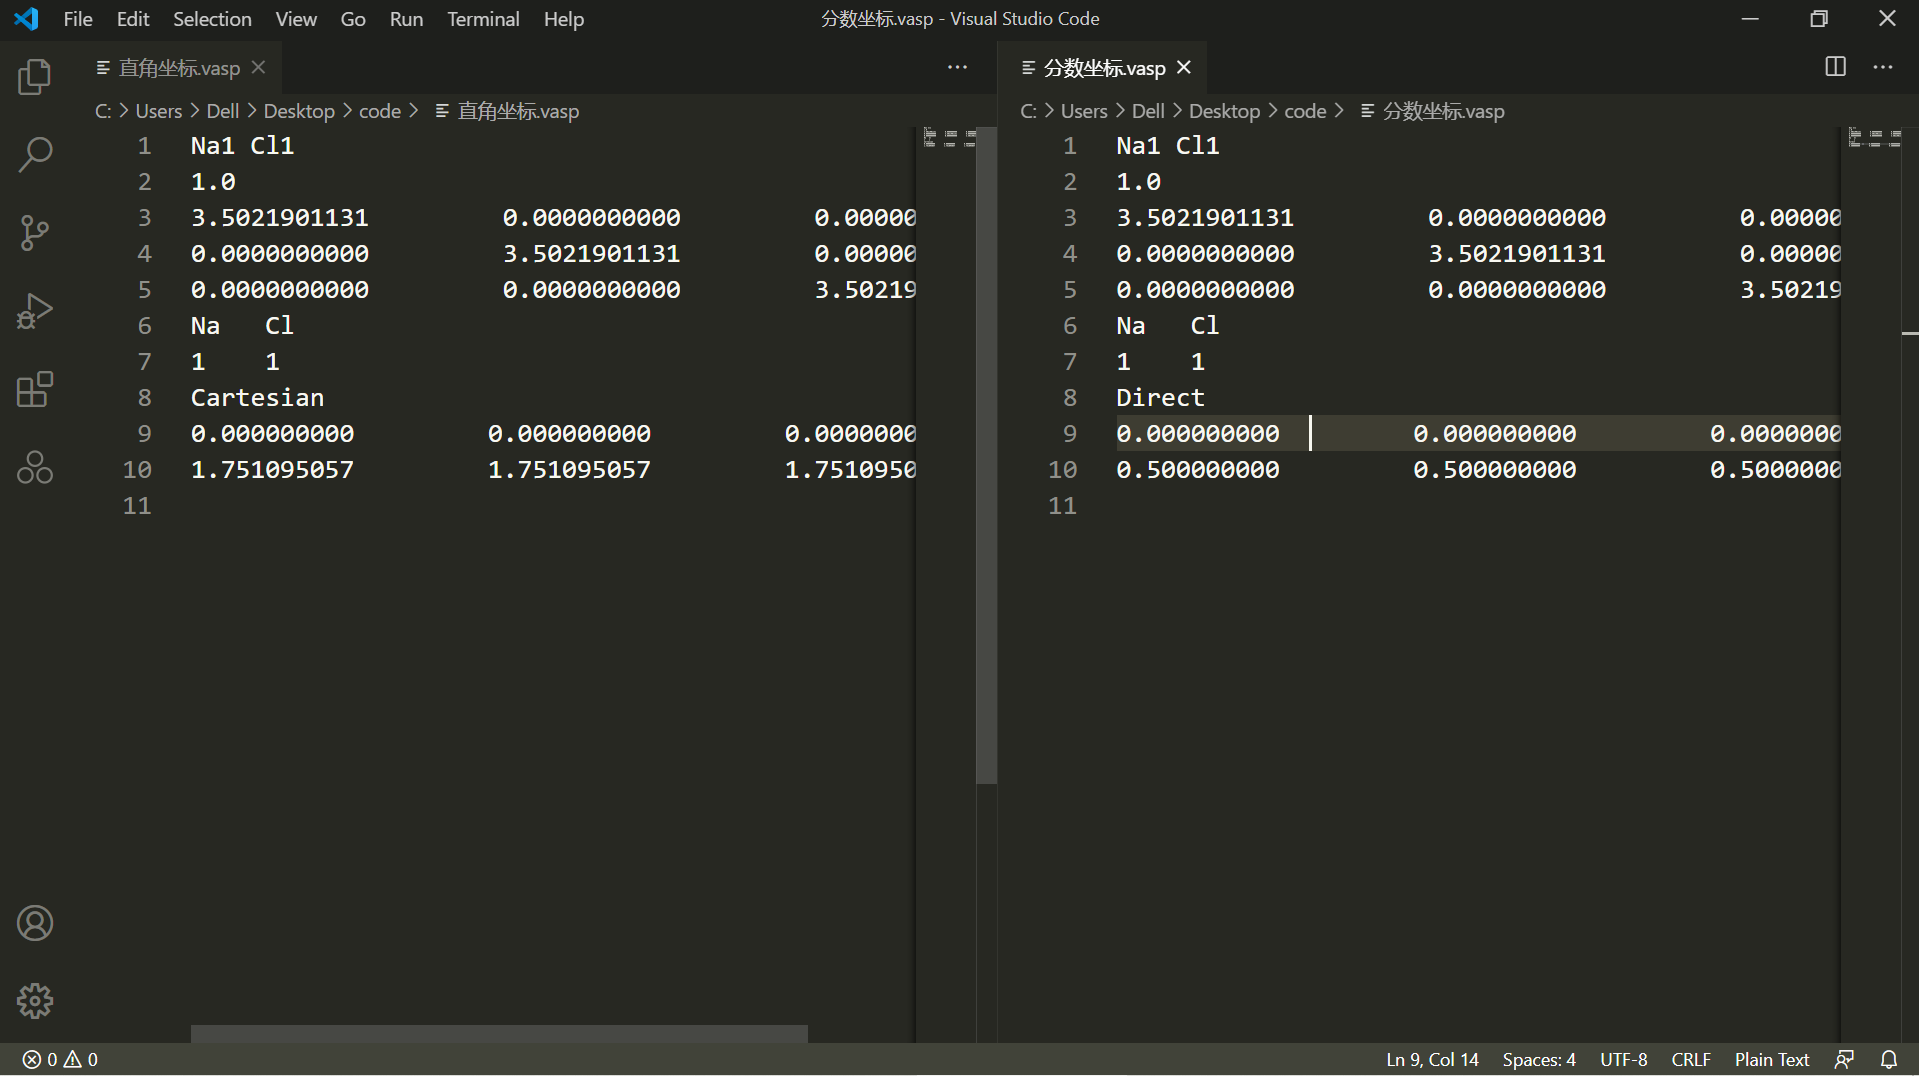 File Edit Selection View Go Run Terminal Help 分数坐标.vasp - Visual Studio Code
直角坐标.vasp
C: > Users > Dell > Desktop > code > 直角坐标.vasp
1 Na1 Cl1
2 1.0
3 3.5021901131 0.0000000000 0.00000
4 0.0000000000 3.5021901131 0.00000
5 0.0000000000 0.0000000000 3.50219
6 Na Cl
7 1 1
8 Cartesian
9 0.000000000 0.000000000 0.0000000
10 1.751095057 1.751095057 1.7510950
11
分数坐标.vasp
C: > Users > Dell > Desktop > code > 分数坐标.vasp
1 Na1 Cl1
2 1.0
3 3.5021901131 0.0000000000 0.00000
4 0.0000000000 3.5021901131 0.00000
5 0.0000000000 0.0000000000 3.50219
6 Na Cl
7 1 1
8 Direct
9 0.000000000 0.000000000 0.0000000
10 0.500000000 0.500000000 0.5000000
11
0 0 Ln 9, Col 14 Spaces: 4 UTF-8 CRLF Plain Text